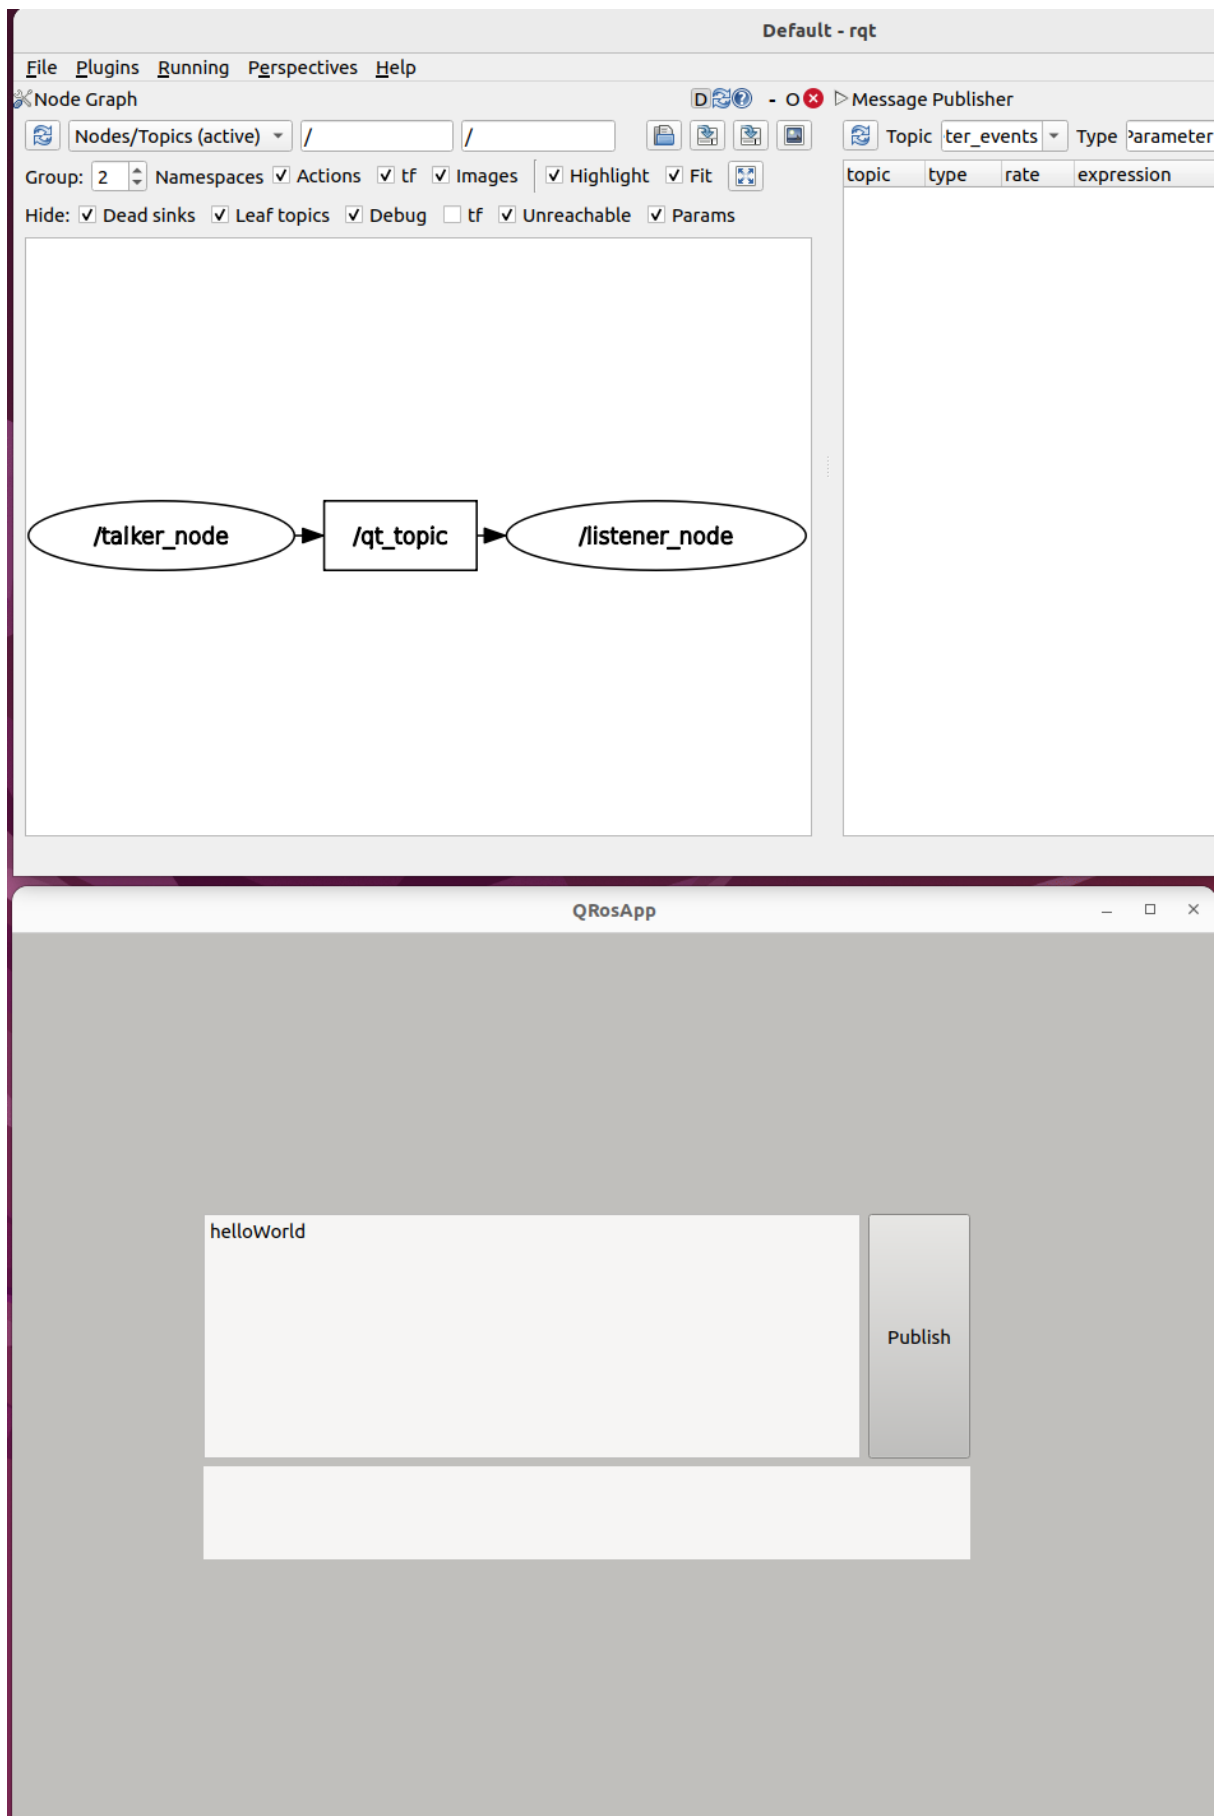 Default - rqt
File Plugins Running Perspectives Help
Node Graph D - O Message Publisher
Nodes/Topics (active) / / Topic ter_events Type Parameter
Group: 2 Namespaces Actions tf Images Highlight Fit
topic type rate expression
Hide: Dead sinks Leaf topics Debug tf Unreachable Params
/talker_node /qt_topic /listener_node
QRosApp
helloWorld
Publish